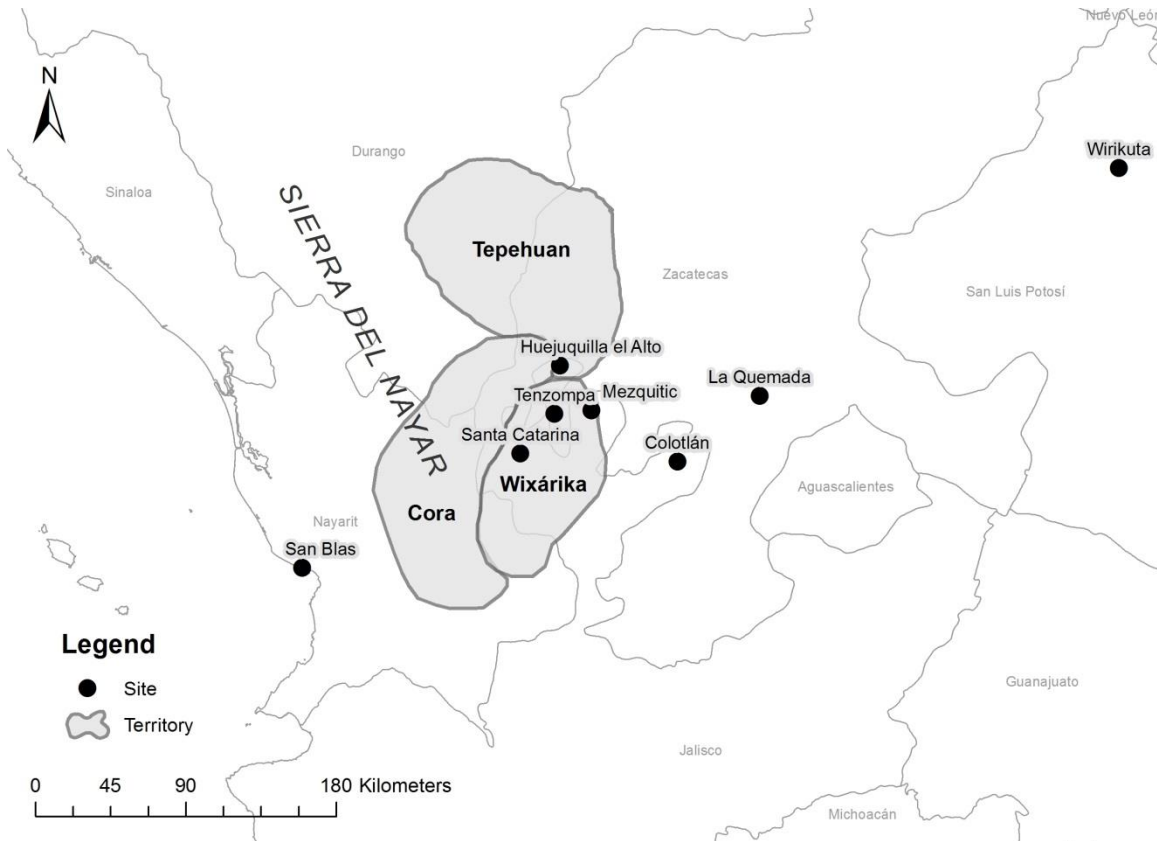 Nuevo León
N
Durango
Wirikuta
Sinaloa
SIERRA DEL NAYAR
Tepehuan
Zacatecas
San Luis Potosí
Huejuquilla el Alto
La Quemada
Tenzompa
Mezquitic
Santa Catarina
Colotlán
Wixárika
Aguascalientes
Cora
Nayarit
San Blas
Legend
Site
Territory
Guanajuato
Jalisco
0 45 90 180 Kilometers
Michoacán